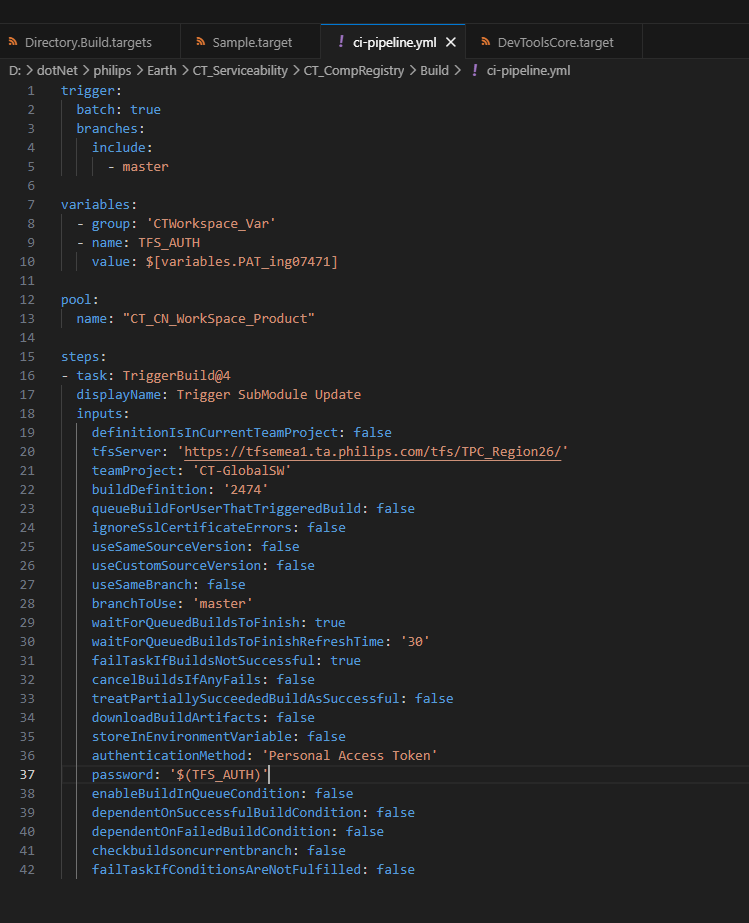 Directory.Build.targets Sample.target ci-pipeline.yml DevToolsCore.target
D: > dotNet > philips > Earth > CT_Serviceability > CT_CompRegistry > Build > ! ci-pipeline.yml
1 trigger:
2   batch: true
3   branches:
4     include:
5       - master
6
7 variables:
8   - group: 'CTWorkspace_Var'
9   - name: TFS_AUTH
10     value: $[variables.PAT_ing07471]
11
12 pool:
13   name: "CT_CN_WorkSpace_Product"
14
15 steps:
16 - task: TriggerBuild@4
17   displayName: Trigger SubModule Update
18   inputs:
19     definitionIsInCurrentTeamProject: false
20     tfsServer: 'https://tfsemea1.ta.philips.com/tfs/TPC_Region26/'
21     teamProject: 'CT-GlobalSW'
22     buildDefinition: '2474'
23     queueBuildForUserThatTriggeredBuild: false
24     ignoreSslCertificateErrors: false
25     useSameSourceVersion: false
26     useCustomSourceVersion: false
27     useSameBranch: false
28     branchToUse: 'master'
29     waitForQueuedBuildsToFinish: true
30     waitForQueuedBuildsToFinishRefreshTime: '30'
31     failTaskIfBuildsNotSuccessful: true
32     cancelBuildsIfAnyFails: false
33     treatPartiallySucceededBuildAsSuccessful: false
34     downloadBuildArtifacts: false
35     storeInEnvironmentVariable: false
36     authenticationMethod: 'Personal Access Token'
37     password: '$(TFS_AUTH)'
38     enableBuildInQueueCondition: false
39     dependentOnSuccessfulBuildCondition: false
40     dependentOnFailedBuildCondition: false
41     checkbuildsoncurrentbranch: false
42     failTaskIfConditionsAreNotFulfilled: false